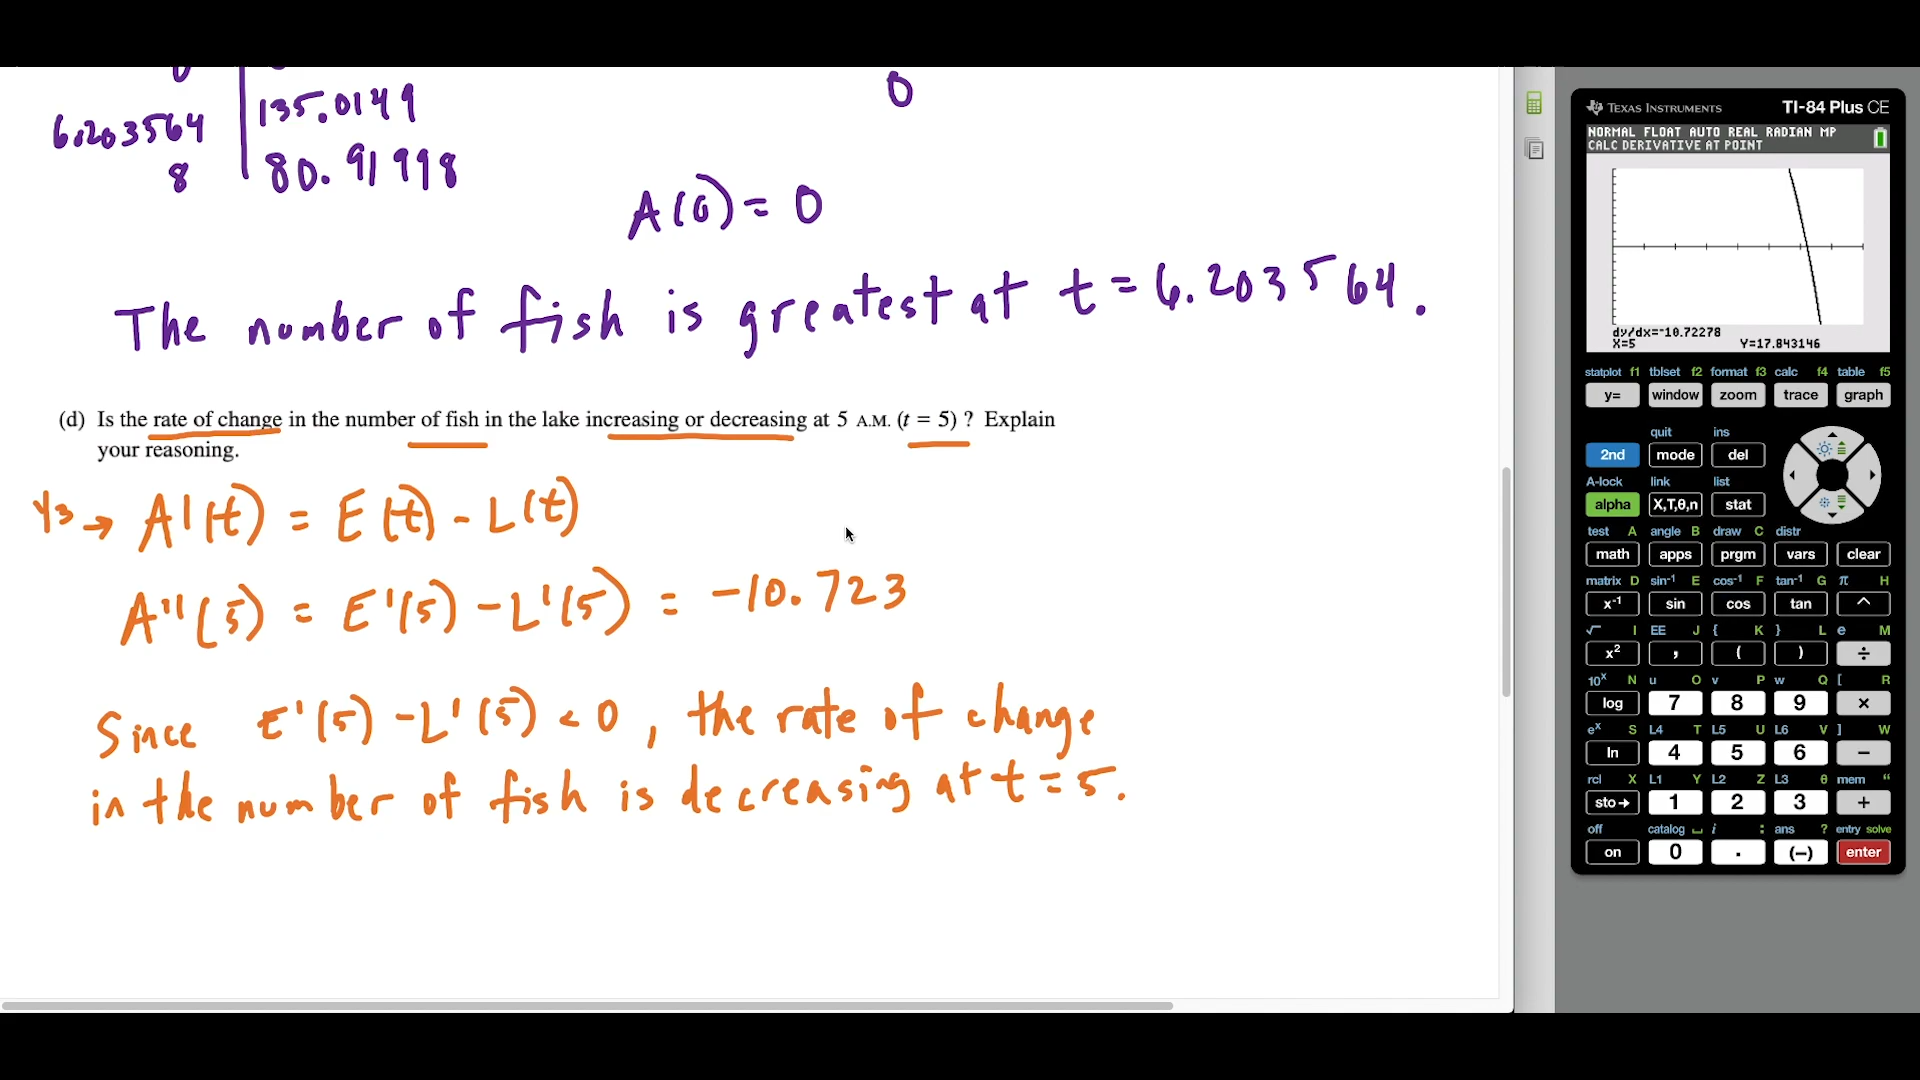 6.203564 | 135.0149
0
8 | 80.91998
A(0) = 0
The number of fish is greatest at t = 6.203564.
(d) Is the rate of change in the number of fish in the lake increasing or decreasing at 5 A.M. (t = 5) ? Explain
your reasoning.
Y3 → A'(t) = E(t) - L(t)
A''(5) = E'(5) - L'(5) = -10.723
Since E'(5) - L'(5) < 0, the rate of change
in the number of fish is decreasing at t = 5.
TEXAS INSTRUMENTS TI-84 Plus CE
NORMAL FLOAT AUTO REAL RADIAN MP
CALC DERIVATIVE AT POINT
dy/dx=-10.72278
X=5 Y=17.843146
statplot f1 tblset f2 format f3 calc f4 table f5
y= window zoom trace graph
quit ins
2nd mode del
A-lock link list
alpha X,T,θ,n stat
test A angle B draw C distr
math apps prgm vars clear
matrix D sin-1 E cos-1 F tan-1 G π H
x-1 sin cos tan ^
√ I EE J { K } L e M
x2 , ( ) ÷
10x N u O v P w Q [ R
log 7 8 9 ×
ex S L4 T L5 U L6 V ] W
ln 4 5 6 −
rcl X L1 Y L2 Z L3 θ mem “
sto→ 1 2 3 +
off catalog ⎵ i : ans ? entry solve
on 0 . (−) enter